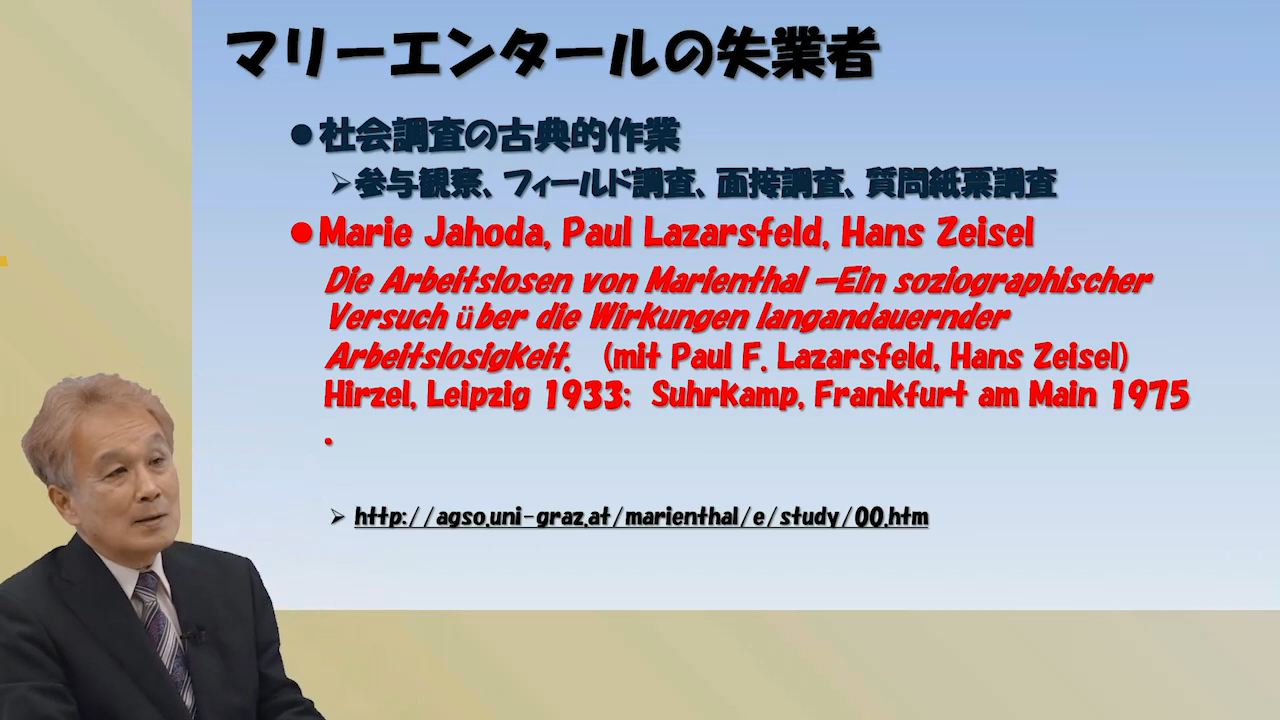 マリーエンタールの失業者
●社会調査の古典的作業
➢参与観察、フィールド調査、面接調査、質問紙票調査
●Marie Jahoda, Paul Lazarsfeld, Hans Zeisel
Die Arbeitslosen von Marienthal –Ein soziographischer
Versuch über die Wirkungen langandauernder
Arbeitslosigkeit. (mit Paul F. Lazarsfeld, Hans Zeisel)
Hirzel, Leipzig 1933: Suhrkamp, Frankfurt am Main 1975
.
➢ http://agso.uni-graz.at/marienthal/e/study/00.htm